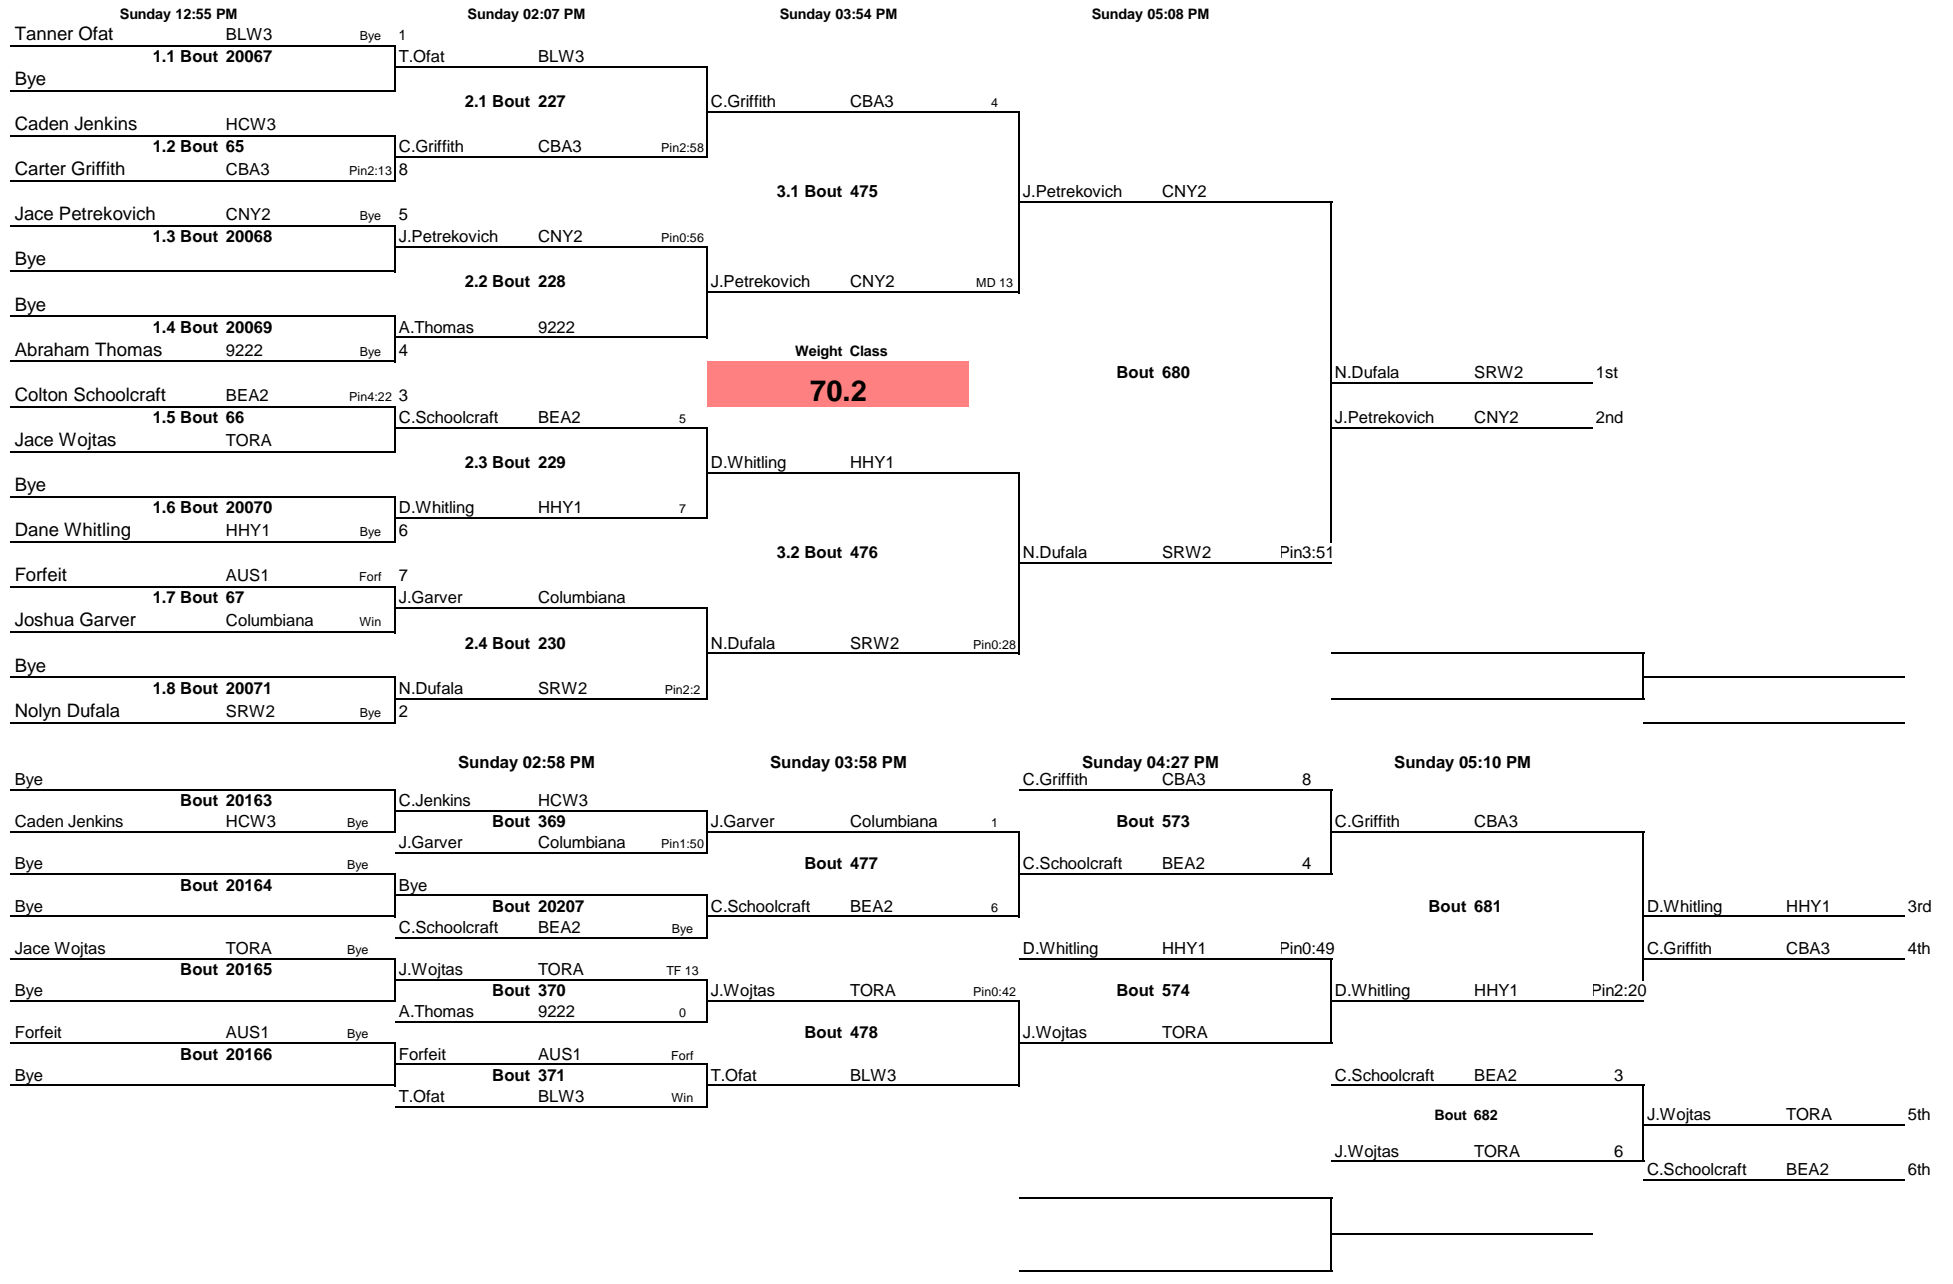 Sunday 12:55 PM Sunday 02:07 PM Sunday 03:54 PM Sunday 05:08 PM
Tanner Ofat BLW3 Bye 1
1.1 Bout 20067 T.Ofat BLW3
Bye
2.1 Bout 227 C.Griffith CBA3 4
Caden Jenkins HCW3
1.2 Bout 65 C.Griffith CBA3 Pin2:58
Carter Griffith CBA3 Pin2:13 8
3.1 Bout 475 J.Petrekovich CNY2
Jace Petrekovich CNY2 Bye 5
1.3 Bout 20068 J.Petrekovich CNY2 Pin0:56
Bye
2.2 Bout 228 J.Petrekovich CNY2 MD 13
Bye
1.4 Bout 20069 A.Thomas 9222
Abraham Thomas 9222 Bye 4 Weight Class
Bout 680 N.Dufala SRW2 1st
Colton Schoolcraft BEA2 Pin4:22 3 70.2
1.5 Bout 66 C.Schoolcraft BEA2 5 J.Petrekovich CNY2 2nd
Jace Wojtas TORA
2.3 Bout 229 D.Whitling HHY1
Bye
1.6 Bout 20070 D.Whitling HHY1 7
Dane Whitling HHY1 Bye 6
3.2 Bout 476 N.Dufala SRW2 Pin3:51
Forfeit AUS1 Forf 7
1.7 Bout 67 J.Garver Columbiana
Joshua Garver Columbiana Win
2.4 Bout 230 N.Dufala SRW2 Pin0:28
Bye
1.8 Bout 20071 N.Dufala SRW2 Pin2:2
Nolyn Dufala SRW2 Bye 2
Sunday 02:58 PM Sunday 03:58 PM Sunday 04:27 PM Sunday 05:10 PM
Bye C.Griffith CBA3 8
Bout 20163 C.Jenkins HCW3
Caden Jenkins HCW3 Bye Bout 369 J.Garver Columbiana 1 Bout 573 C.Griffith CBA3
J.Garver Columbiana Pin1:50
Bye Bye Bout 477 C.Schoolcraft BEA2 4
Bout 20164 Bye
Bye Bout 20207 C.Schoolcraft BEA2 6 Bout 681 D.Whitling HHY1 3rd
C.Schoolcraft BEA2 Bye
Jace Wojtas TORA Bye D.Whitling HHY1 Pin0:49 C.Griffith CBA3 4th
Bout 20165 J.Wojtas TORA TF 13
Bye Bout 370 J.Wojtas TORA Pin0:42 Bout 574 D.Whitling HHY1 Pin2:20
A.Thomas 9222 0
Forfeit AUS1 Bye Bout 478 J.Wojtas TORA
Bout 20166 Forfeit AUS1 Forf
Bye Bout 371 T.Ofat BLW3 C.Schoolcraft BEA2 3
T.Ofat BLW3 Win
Bout 682 J.Wojtas TORA 5th
J.Wojtas TORA 6
C.Schoolcraft BEA2 6th